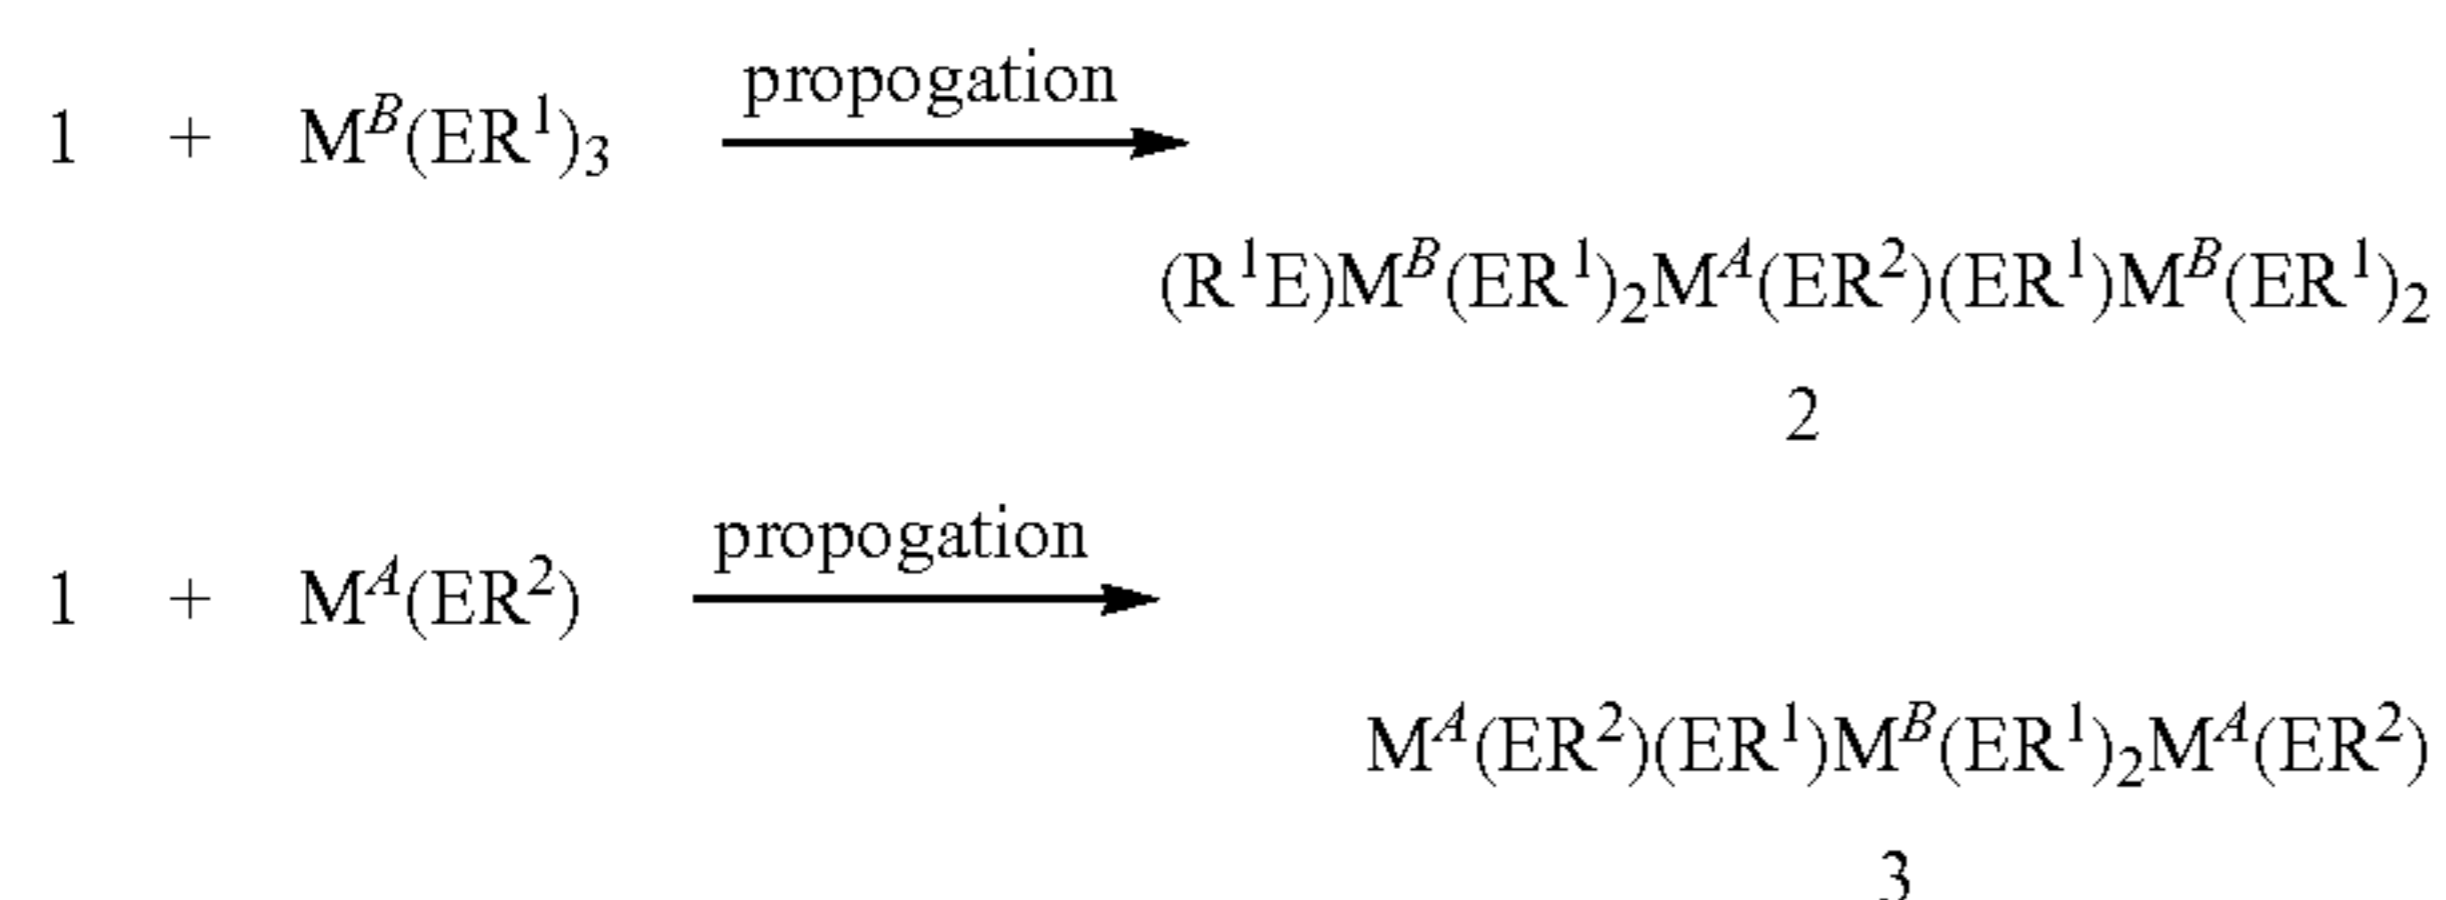 propogation
1 + M^B(ER^1)_3
(R^1E)M^B(ER^1)_2M^A(ER^2)(ER^1)M^B(ER^1)_2
2
propogation
1 + M^A(ER^2)
M^A(ER^2)(ER^1)M^B(ER^1)_2M^A(ER^2)
3